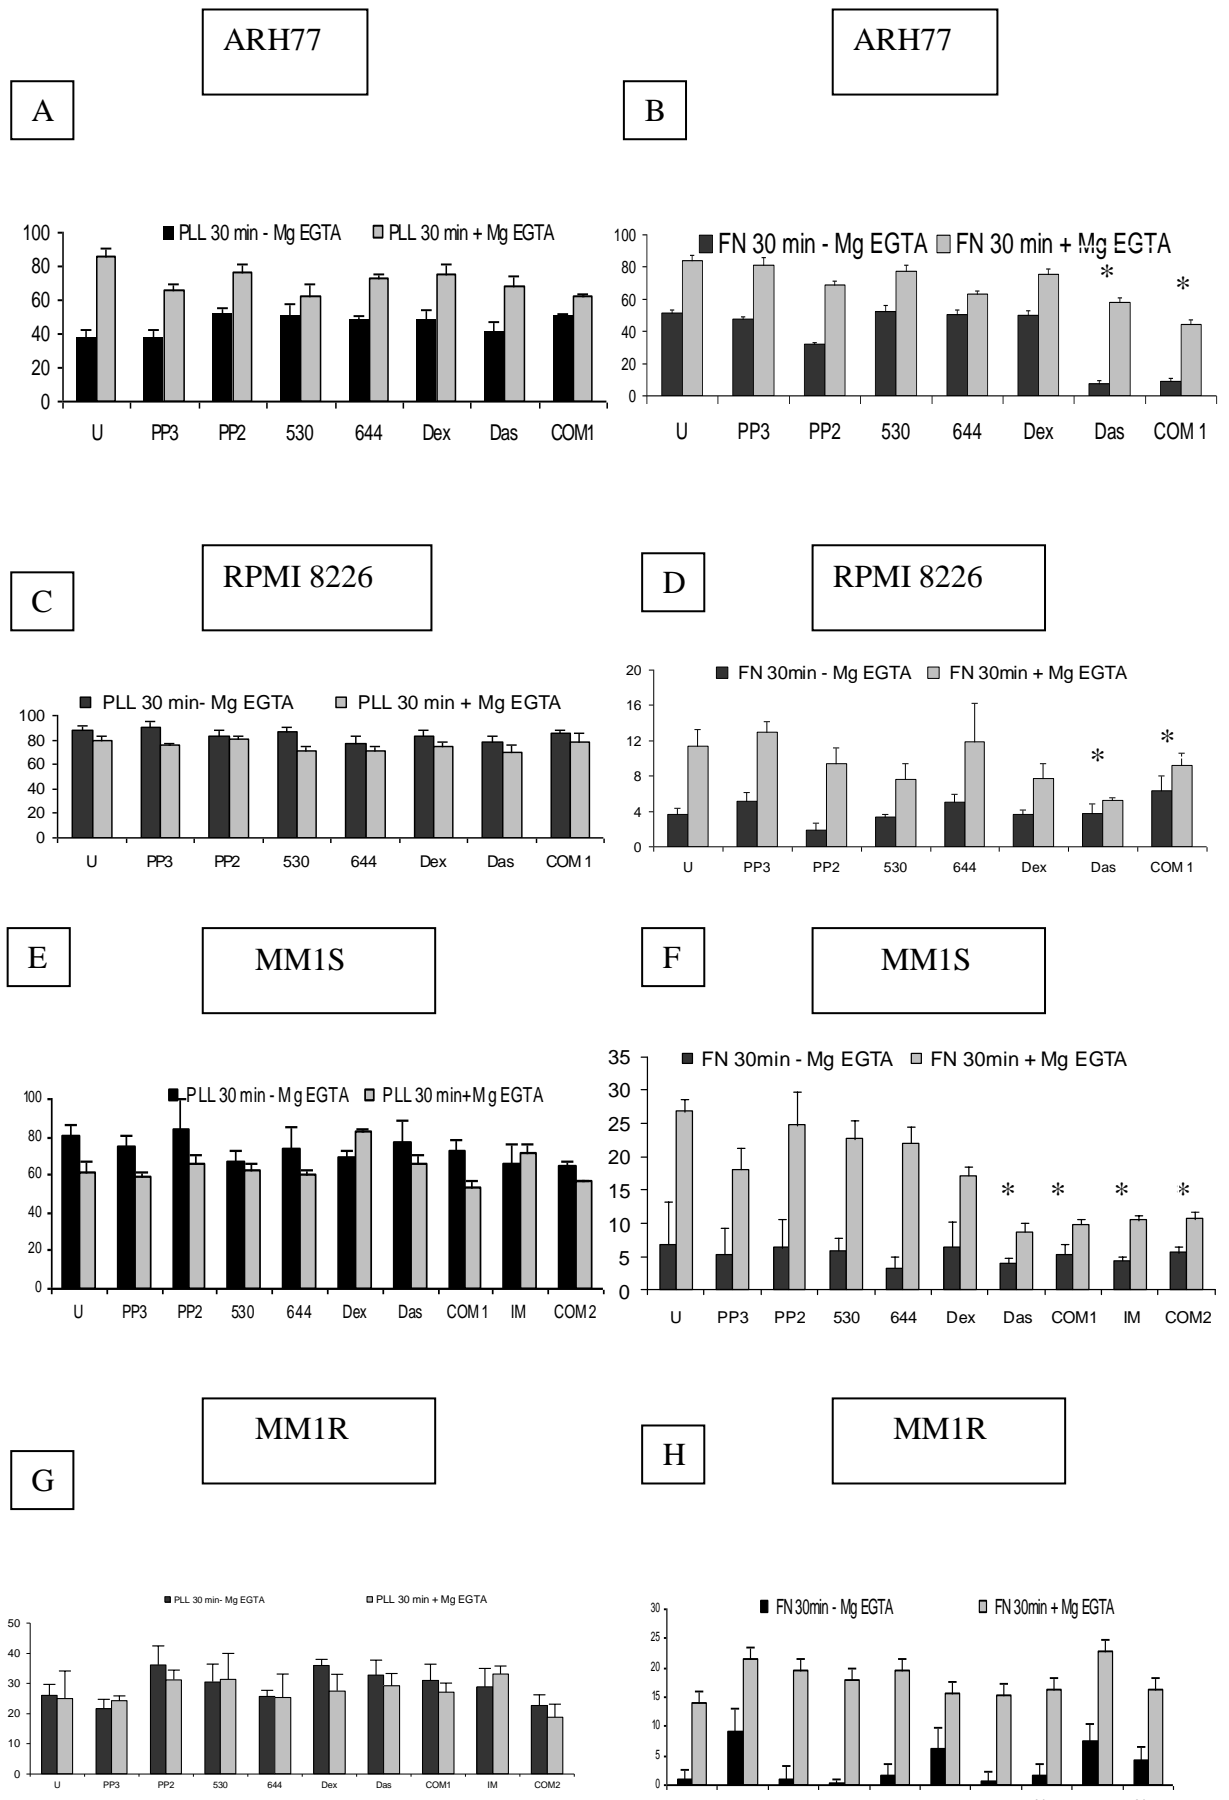 ARH77
ARH77
A
B
PLL 30 min - Mg EGTA PLL 30 min + Mg EGTA
100
80
60
40
20
0
U PP3 PP2 530 644 Dex Das COM1
FN 30 min - Mg EGTA FN 30 min + Mg EGTA
100
80
60
40
20
0
* *
U PP3 PP2 530 644 Dex Das COM 1
RPMI 8226
RPMI 8226
C
D
PLL 30 min- Mg EGTA PLL 30 min + Mg EGTA
100
80
60
40
20
0
U PP3 PP2 530 644 Dex Das COM 1
FN 30min - Mg EGTA FN 30min + Mg EGTA
20
16
12
8
4
0
* *
U PP3 PP2 530 644 Dex Das COM 1
MM1S
MM1S
E
F
PLL 30 min - Mg EGTA PLL 30 min+Mg EGTA
100
80
60
40
20
0
U PP3 PP2 530 644 Dex Das COM 1 IM COM2
FN 30min - Mg EGTA FN 30min + Mg EGTA
35
30
25
20
15
10
5
0
* * * *
U PP3 PP2 530 644 Dex Das COM1 IM COM2
MM1R
MM1R
G
H
PLL 30 min- Mg EGTA PLL 30 min + Mg EGTA
50
40
30
20
10
0
U PP3 PP2 530 644 Dex Das COM1 IM COM2
FN 30min - Mg EGTA FN 30min + Mg EGTA
30
25
20
15
10
5
0